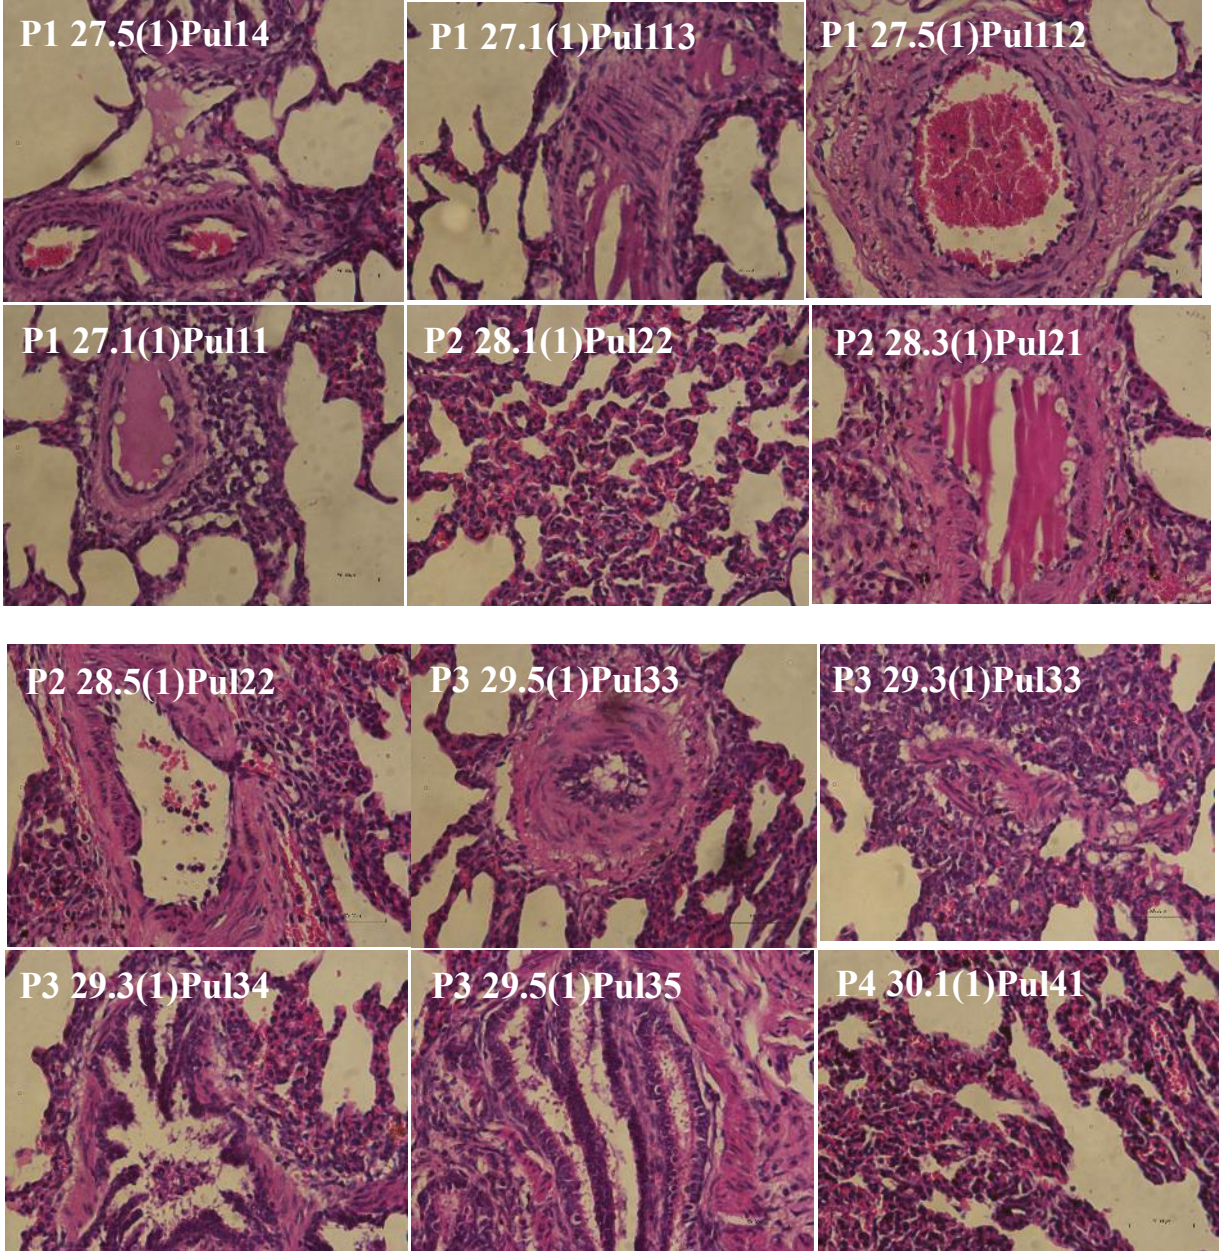 P1 27.5(1)Pul14
P1 27.1(1)Pul113
P1 27.5(1)Pul112
P1 27.1(1)Pul11
P2 28.1(1)Pul22
P2 28.3(1)Pul21
P2 28.5(1)Pul22
P3 29.5(1)Pul33
P3 29.3(1)Pul33
P3 29.3(1)Pul34
P3 29.5(1)Pul35
P4 30.1(1)Pul41